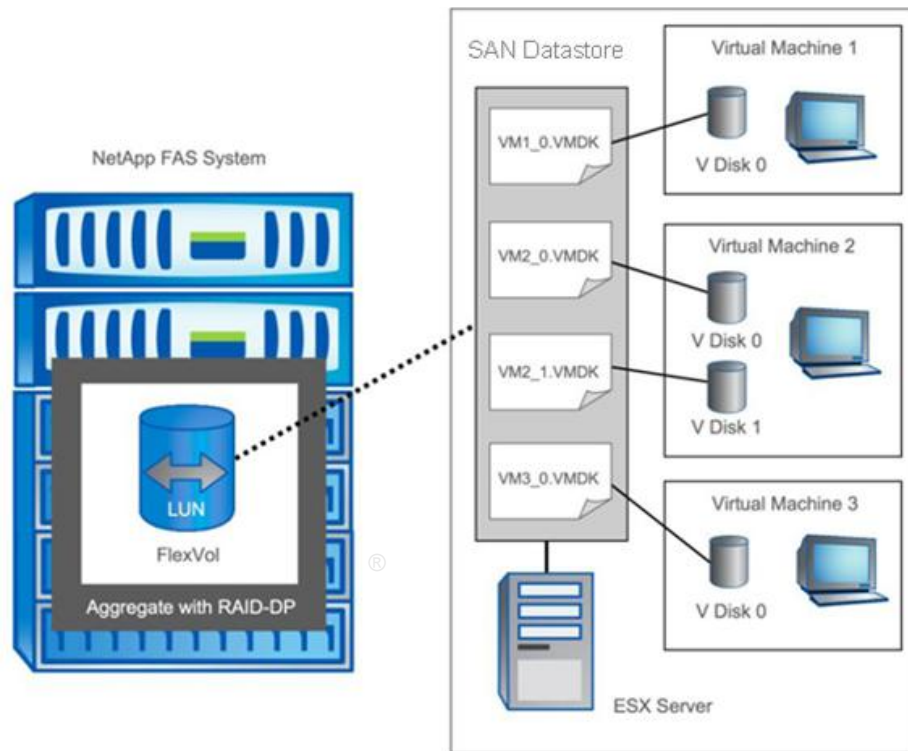 NetApp FAS System
LUN
FlexVol
®
Aggregate with RAID-DP
SAN Datastore
VM1_0.VMDK
VM2_0.VMDK
VM2_1.VMDK
VM3_0.VMDK
ESX Server
Virtual Machine 1
V Disk 0
Virtual Machine 2
V Disk 0
V Disk 1
Virtual Machine 3
V Disk 0